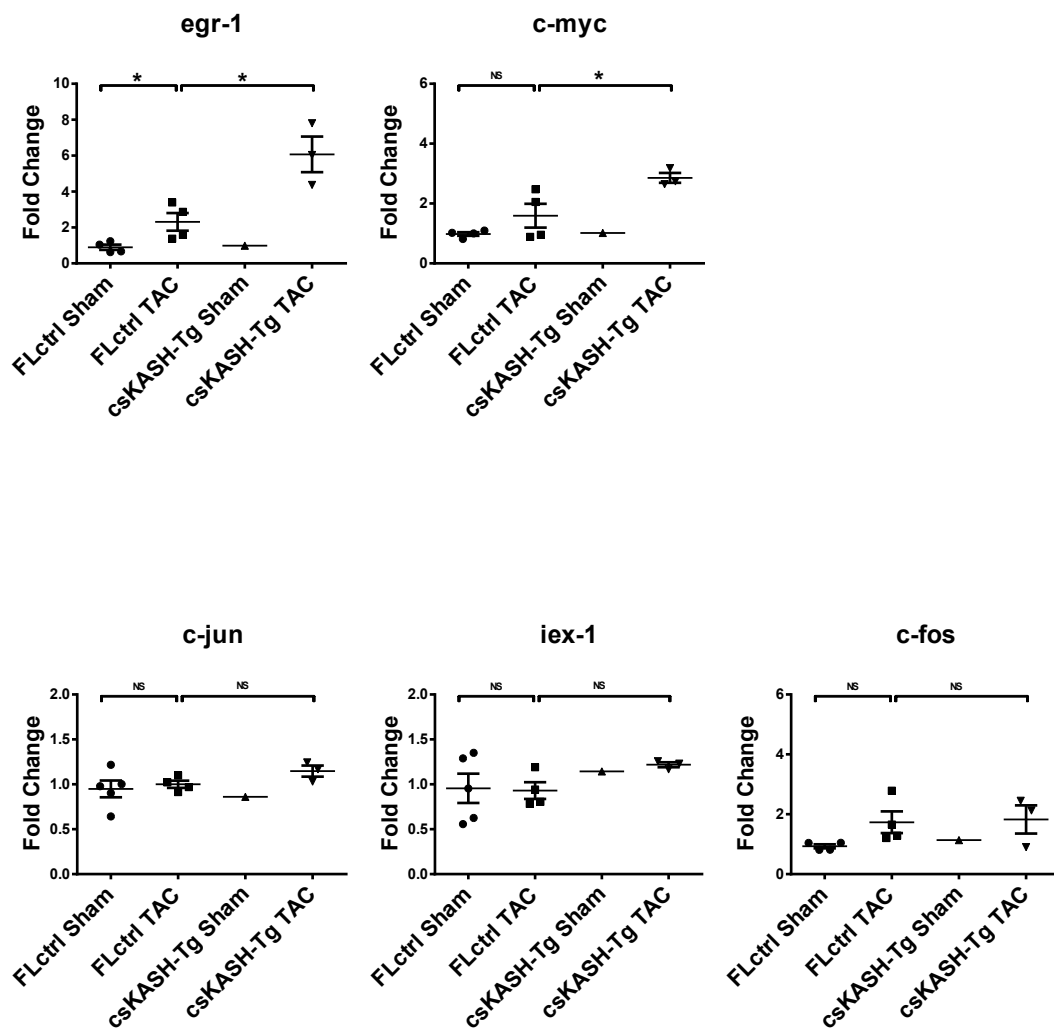 egr-1
* *
Fold Change
10
8
6
4
2
0
FLctrl Sham
FLctrl TAC
csKASH-Tg Sham
csKASH-Tg TAC
c-myc
NS *
Fold Change
6
4
2
0
FLctrl Sham
FLctrl TAC
csKASH-Tg Sham
csKASH-Tg TAC
c-jun
NS NS
Fold Change
2.0
1.5
1.0
0.5
0.0
FLctrl Sham
FLctrl TAC
csKASH-Tg Sham
csKASH-Tg TAC
iex-1
NS NS
Fold Change
2.0
1.5
1.0
0.5
0.0
FLctrl Sham
FLctrl TAC
csKASH-Tg Sham
csKASH-Tg TAC
c-fos
NS NS
Fold Change
6
4
2
0
FLctrl Sham
FLctrl TAC
csKASH-Tg Sham
csKASH-Tg TAC